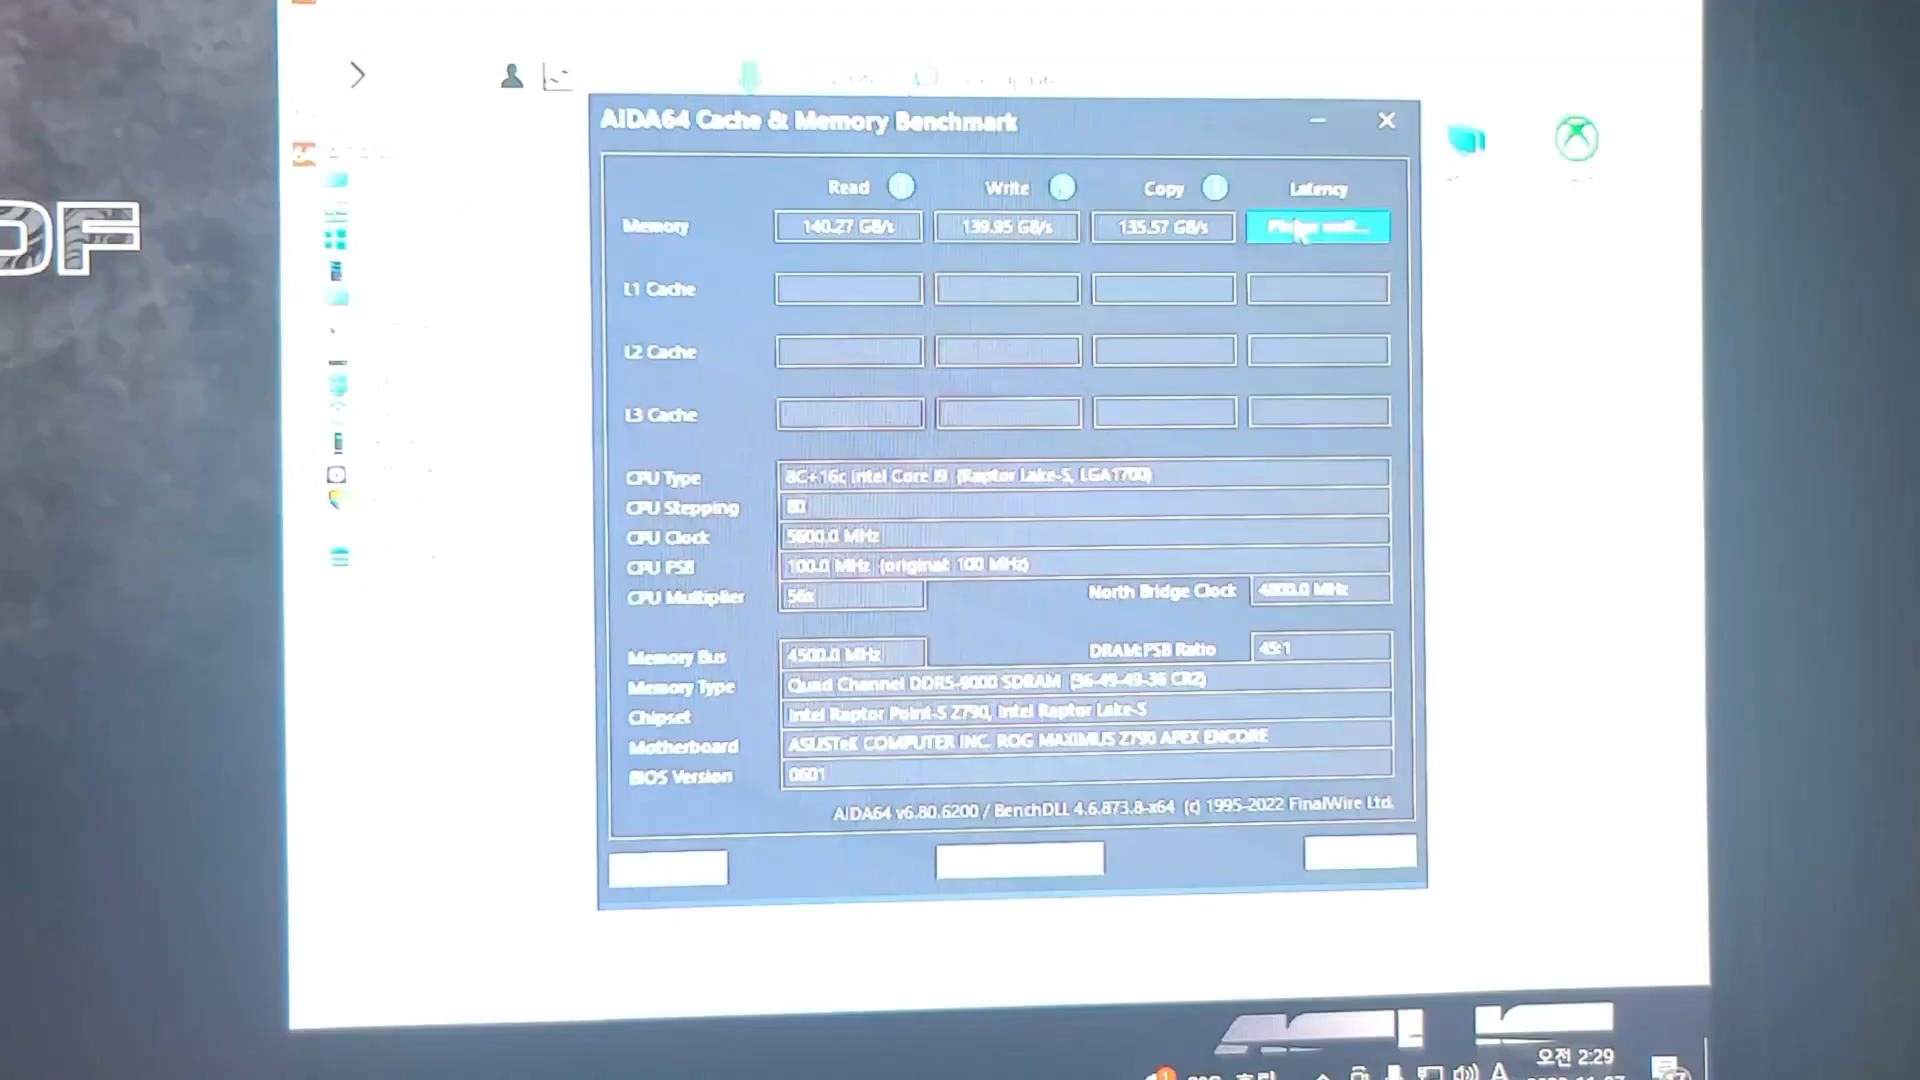 OF
64
AIDA64 Cache & Memory Benchmark
Read Write Copy Latency
Memory 140.27 GB/s 139.95 GB/s 135.57 GB/s Please wait...
L1 Cache
L2 Cache
L3 Cache
CPU Type 8C+16c Intel Core i9 (Raptor Lake-S, LGA1700)
CPU Stepping B0
CPU Clock 5600.0 MHz
CPU FSB 100.0 MHz (original: 100 MHz)
CPU Multiplier 56x North Bridge Clock 4800.0 MHz
Memory Bus 4500.0 MHz DRAM:FSB Ratio 45:1
Memory Type Quad Channel DDR5-9000 SDRAM (36-49-49-36 CR2)
Chipset Intel Raptor Point-S Z790, Intel Raptor Lake-S
Motherboard ASUSTeK COMPUTER INC. ROG MAXIMUS Z790 APEX ENCORE
BIOS Version 0601
AIDA64 v6.80.6200 / BenchDLL 4.6.873.8-x64 (c) 1995-2022 FinalWire Ltd.
A
오전 2:29